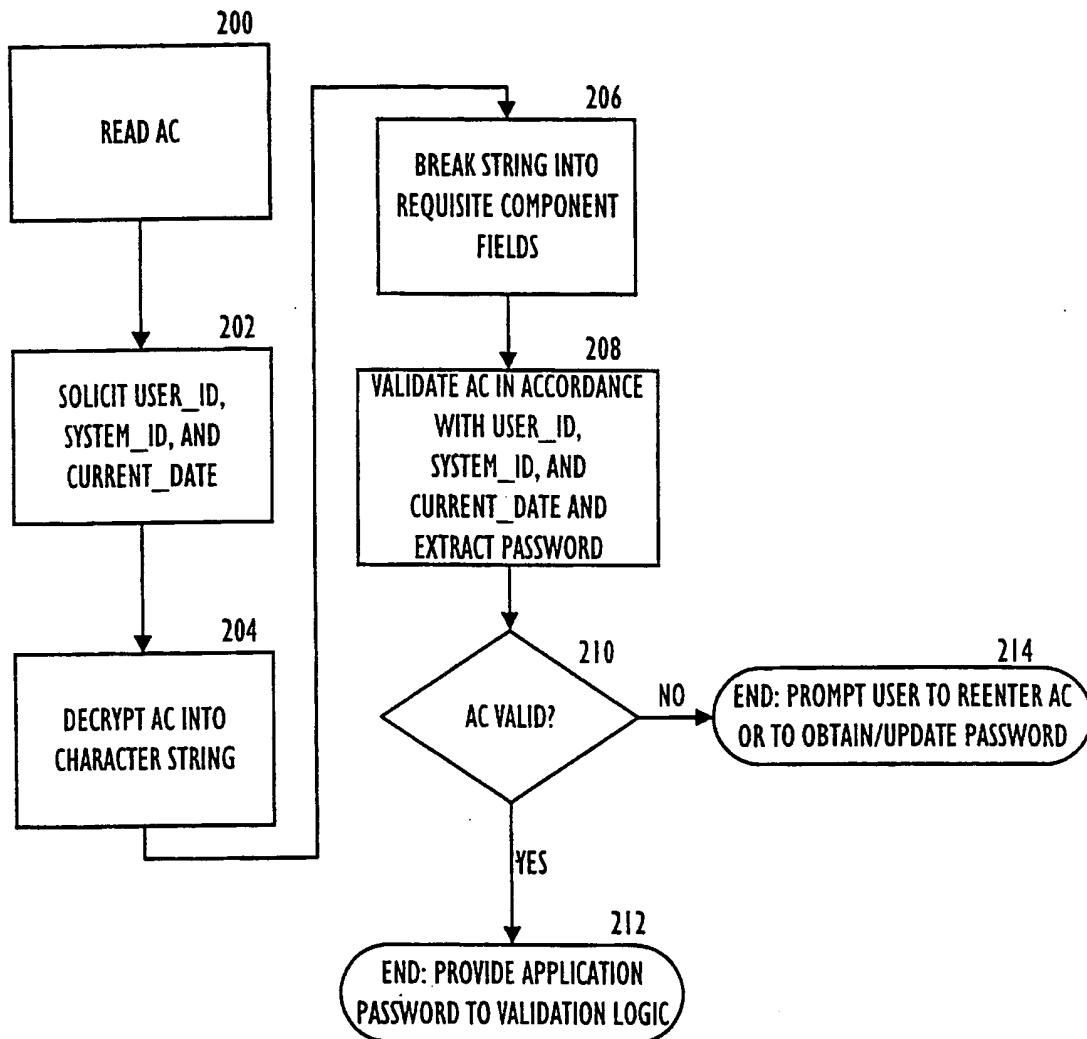 200
READ AC
202
SOLICIT USER_ID,
SYSTEM_ID, AND
CURRENT_DATE
204
DECRYPT AC INTO
CHARACTER STRING
206
BREAK STRING INTO
REQUISITE COMPONENT
FIELDS
208
VALIDATE AC IN ACCORDANCE
WITH USER_ID,
SYSTEM_ID, AND
CURRENT_DATE AND
EXTRACT PASSWORD
210
AC VALID?
NO
214
END: PROMPT USER TO REENTER AC
OR TO OBTAIN/UPDATE PASSWORD
YES
212
END: PROVIDE APPLICATION
PASSWORD TO VALIDATION LOGIC